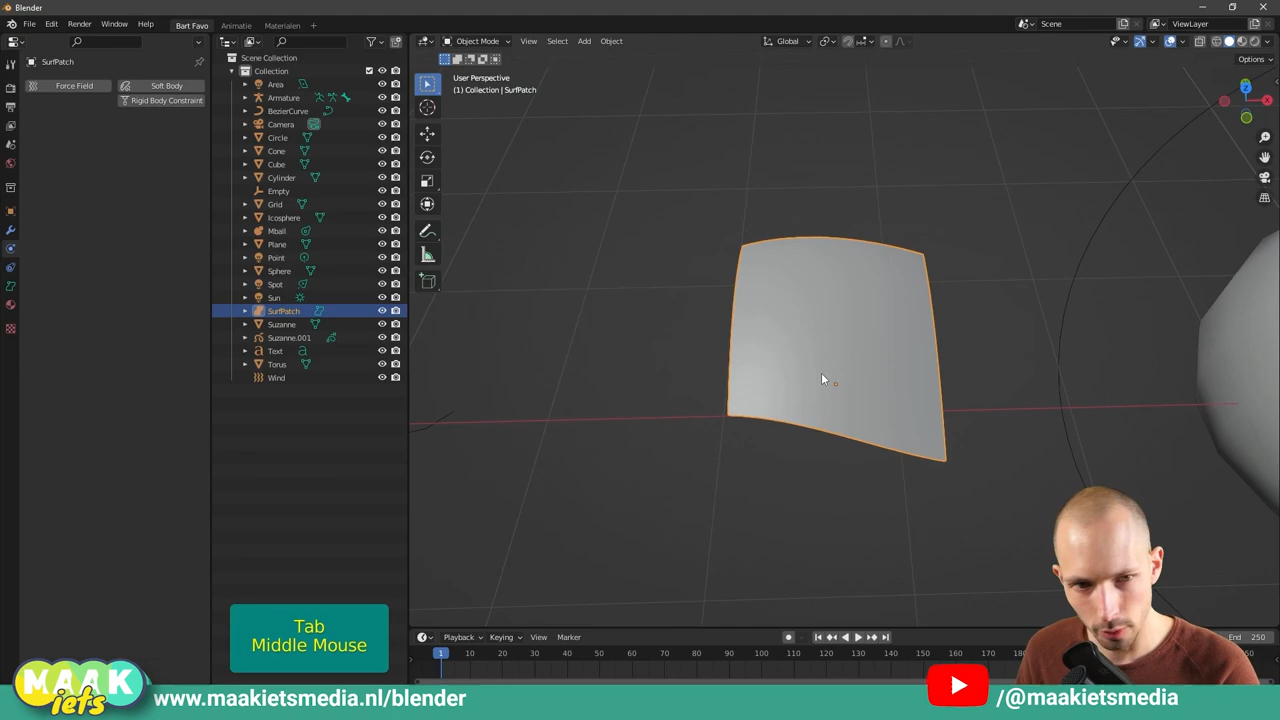 Blender
File Edit Render Window Help Bart Favo Animatie Materialen Scene ViewLayer
Object Mode View Select Add Object Global
Options
SurfPatch
Force Field
Soft Body
Rigid Body Constraint
Scene Collection
Collection
Area
Armature
BezierCurve
Camera
Circle
Cone
Cube
Cylinder
Empty
Grid
Icosphere
Mball
Plane
Point
Sphere
Spot
Sun
SurfPatch
Suzanne
Suzanne.001
Text
Torus
Wind
User Perspective
(1) Collection | SurfPatch
Z
X
Tab
Middle Mouse
Playback Keying View Marker
End 250
1 10 20 30 40 50 60 70 80 90 100 110 120 130 140 150 160 170 180
250
MAAK
iets
www.maakietsmedia.nl/blender
/@maakietsmedia